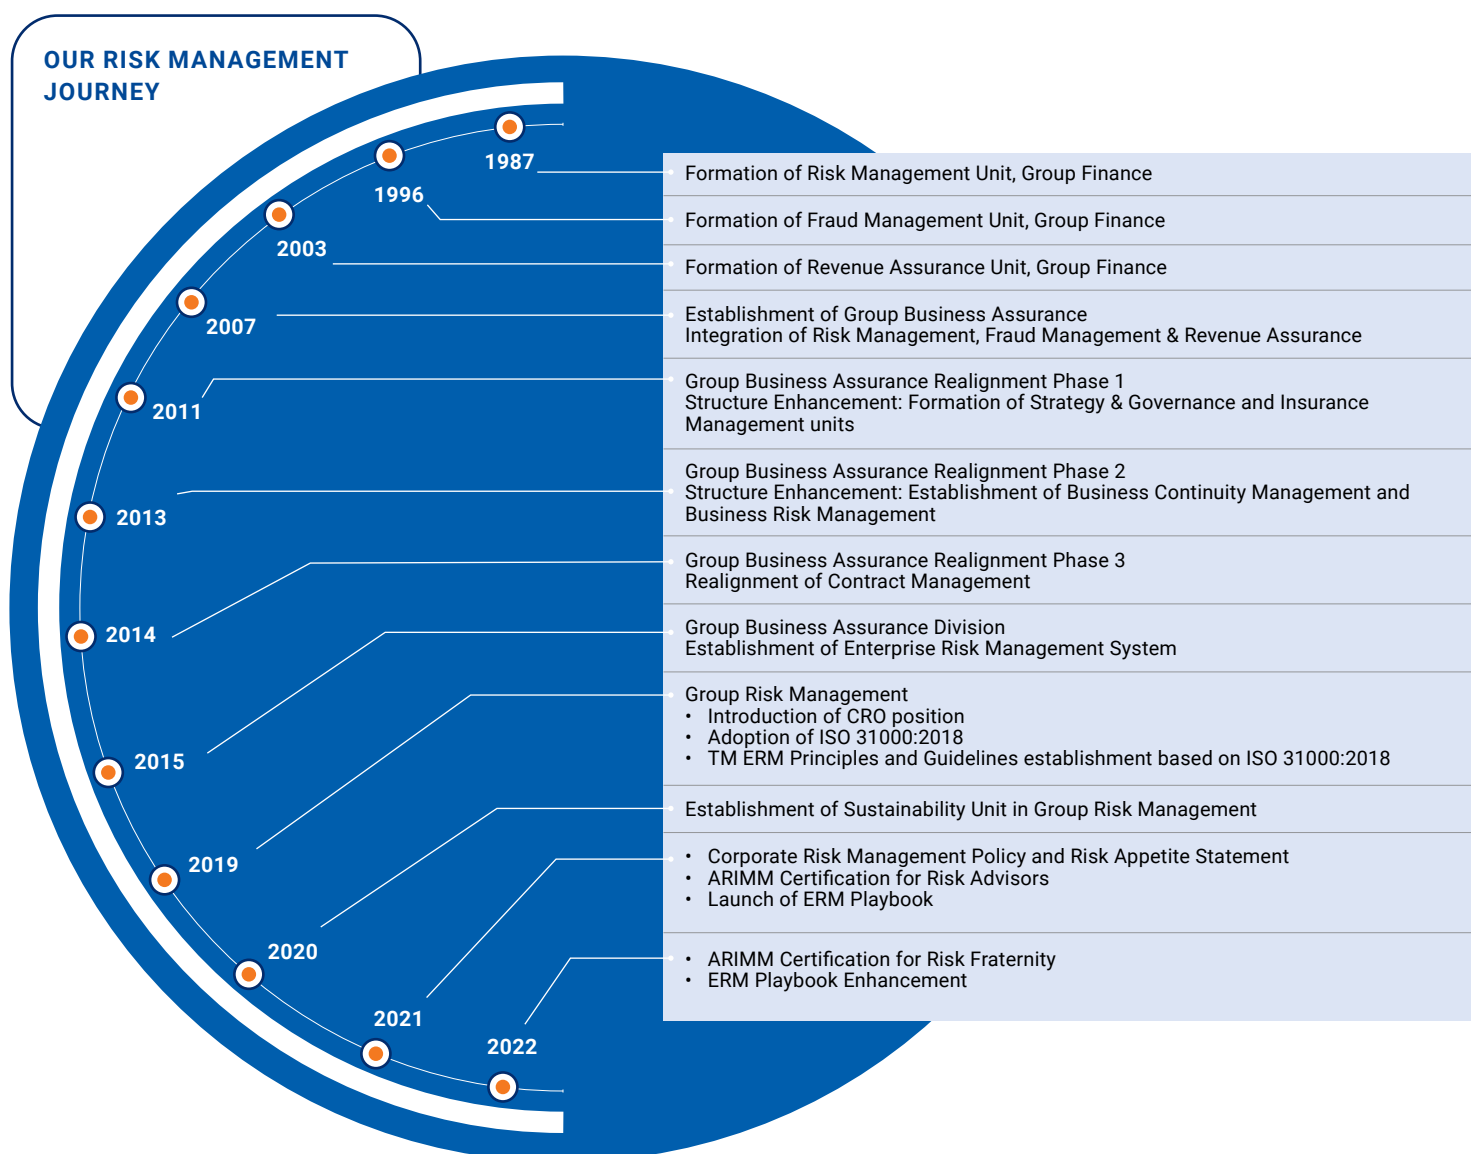 OUR RISK MANAGEMENT
JOURNEY
1987
Formation of Risk Management Unit, Group Finance
1996
Formation of Fraud Management Unit, Group Finance
2003
Formation of Revenue Assurance Unit, Group Finance
2007
Establishment of Group Business Assurance
Integration of Risk Management, Fraud Management & Revenue Assurance
2011
Group Business Assurance Realignment Phase 1
Structure Enhancement: Formation of Strategy & Governance and Insurance
Management units
2013
Group Business Assurance Realignment Phase 2
Structure Enhancement: Establishment of Business Continuity Management and
Business Risk Management
2014
Group Business Assurance Realignment Phase 3
Realignment of Contract Management
2015
Group Business Assurance Division
Establishment of Enterprise Risk Management System
2019
Group Risk Management
• Introduction of CRO position
• Adoption of ISO 31000:2018
• TM ERM Principles and Guidelines establishment based on ISO 31000:2018
2020
Establishment of Sustainability Unit in Group Risk Management
2021
• Corporate Risk Management Policy and Risk Appetite Statement
• ARIMM Certification for Risk Advisors
• Launch of ERM Playbook
2022
• ARIMM Certification for Risk Fraternity
• ERM Playbook Enhancement